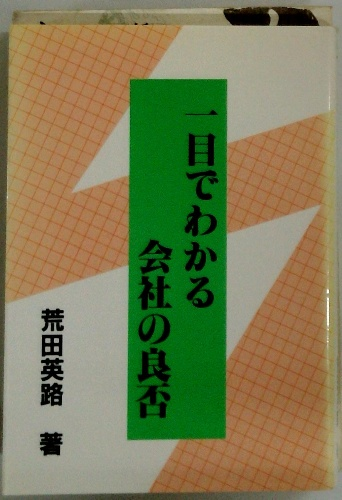 一目でわかる
会社の良否
荒田英路 著